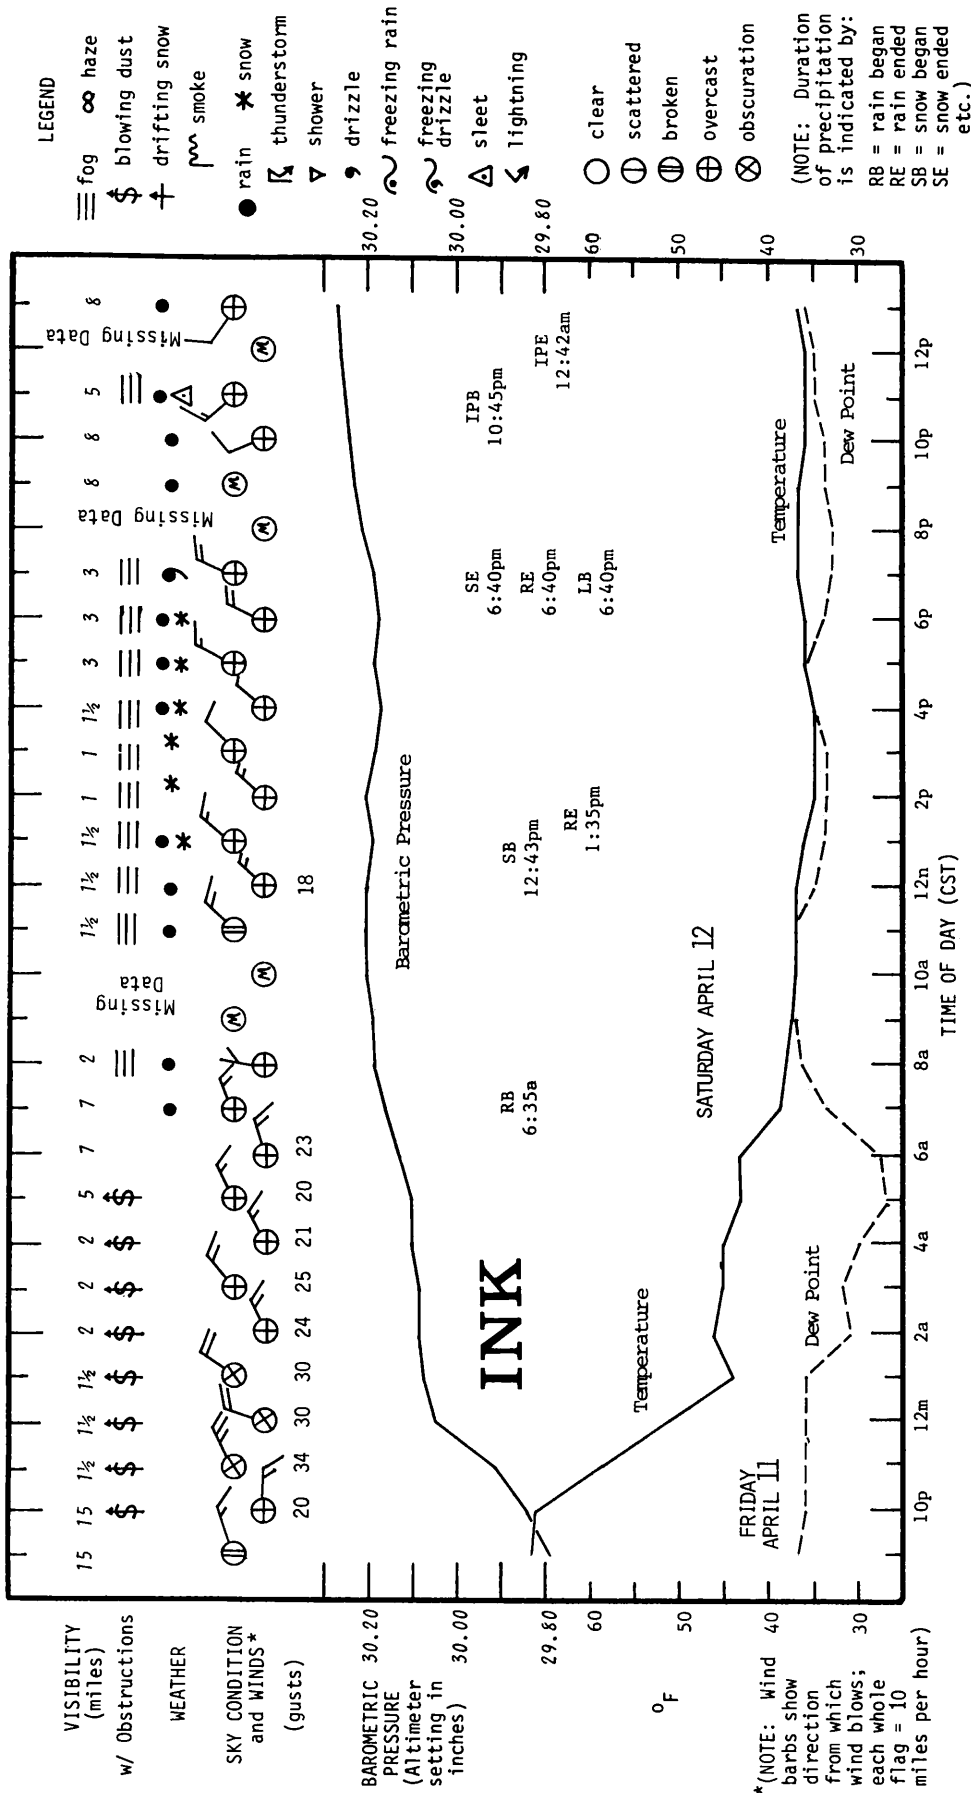 VISIBILITY
(miles)
w/ Obstructions
15 15 1½ 1½ 1½ 2 2 2 5 7 7 2 1½ 1½ 1½ 1 1 1½ 3 3 3 8 8 5 8
Missing
Data
Missing Data
Missing Data
WEATHER
SKY CONDITION
and WINDS*
(gusts)
M M M M M
20 34 30 30 24 25 21 20 23 18
BAROMETRIC
PRESSURE
(Altimeter
setting in
inches)
30.20
30.00
29.80
30.20
30.00
29.80
Barometric Pressure
INK
RB
6:35a
SB
12:43pm
RE
1:35pm
SE
6:40pm
RE
6:40pm
LB
6:40pm
IPB
10:45pm
IPE
12:42am
°F
60
50
40
30
60
50
40
30
Temperature
Temperature
Dew Point
Dew Point
FRIDAY
APRIL 11
SATURDAY APRIL 12
10p 12m 2a 4a 6a 8a 10a 12n 2p 4p 6p 8p 10p 12p
TIME OF DAY (CST)
*(NOTE: Wind
barbs show
direction
from which
wind blows;
each whole
flag = 10
miles per hour)
LEGEND
fog ∞ haze
blowing dust
drifting snow
smoke
rain * snow
thunderstorm
shower
drizzle
freezing rain
freezing
drizzle
sleet
lightning
clear
scattered
broken
overcast
obscuration
(NOTE: Duration
of precipitation
is indicated by:
RB = rain began
RE = rain ended
SB = snow began
SE = snow ended
etc.)